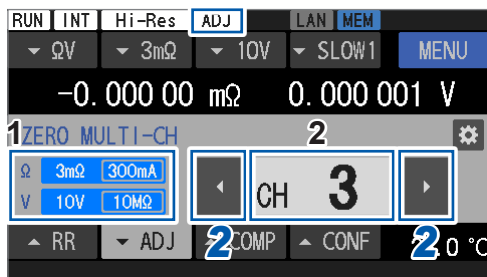 RUN INT Hi-Res ADJ LAN MEM
ΩV 3mΩ 10V SLOW1 MENU
−0.000 00 mΩ 0.000 001 V
1 ZERO MULTI-CH 2
Ω 3mΩ 300mA
V 10V 10MΩ
CH 3
2 2
RR ADJ COMP CONF .0 °C